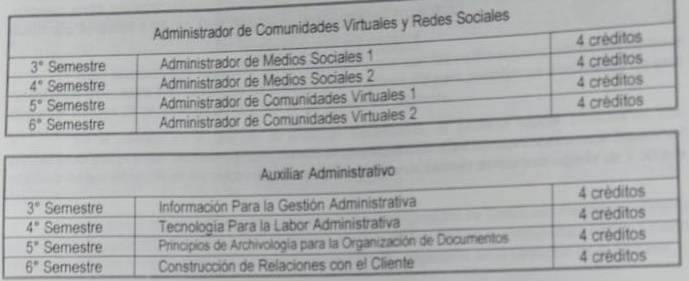 Administrador de Comunidades Virtuales y Redes Sociales
3° Semestre Administrador de Medios Sociales 1 4 créditos
4° Semestre Administrador de Medios Sociales 2 4 créditos
5° Semestre Administrador de Comunidades Virtuales 1 4 créditos
6° Semestre Administrador de Comunidades Virtuales 2 4 créditos
Auxiliar Administrativo
3° Semestre Información Para la Gestión Administrativa 4 créditos
4° Semestre Tecnología Para la Labor Administrativa 4 créditos
5° Semestre Principios de Archivología para la Organización de Documentos 4 créditos
6° Semestre Construcción de Relaciones con el Cliente 4 créditos